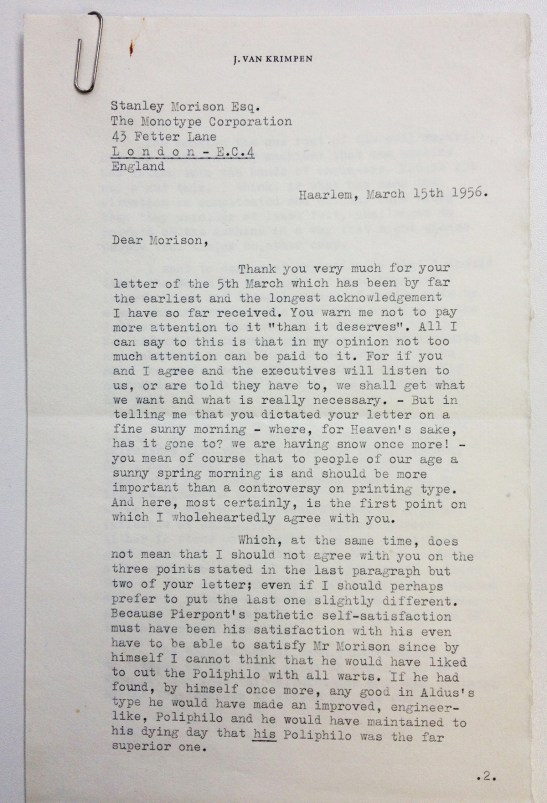 J. VAN KRIMPEN
Stanley Morison Esq.
The Monotype Corporation
43 Fetter Lane
L o n d o n - E.C.4
England
Haarlem, March 15th 1956.
Dear Morison,
Thank you very much for your
letter of the 5th March which has been by far
the earliest and the longest acknowledgement
I have so far received. You warm me not to pay
more attention to it "than it deserves". All I
can say to this is that in my opinion not too
much attention can be paid to it. For if you
and I agree and the executives will listen to
us, or are told they have to, we shall get what
we want and what is really necessary. - But in
telling me that you dictated your letter on a
fine sunny morning - where, for Heaven's sake,
has it gone to? we are having snow once more! -
you mean of course that to people of our age a
sunny spring morning is and should be more
important than a controversy on printing type.
And here, most certainly, is the first point on
which I wholeheartedly agree with you.
Which, at the same time, does
not mean that I should not agree with you on the
three points stated in the last paragraph but
two of your letter; even if I should perhaps
prefer to put the last one slightly different.
Because Pierpont's pathetic self-satisfaction
must have been his satisfaction with his even
have to be able to satisfy Mr Morison since by
himself I cannot think that he would have liked
to cut the Poliphilo with all warts. If he had
found, by himself once more, any good in Aldus's
type he would have made an improved, engineer-
like, Poliphilo and he would have maintained to
his dying day that his Poliphilo was the far
superior one.
.2.